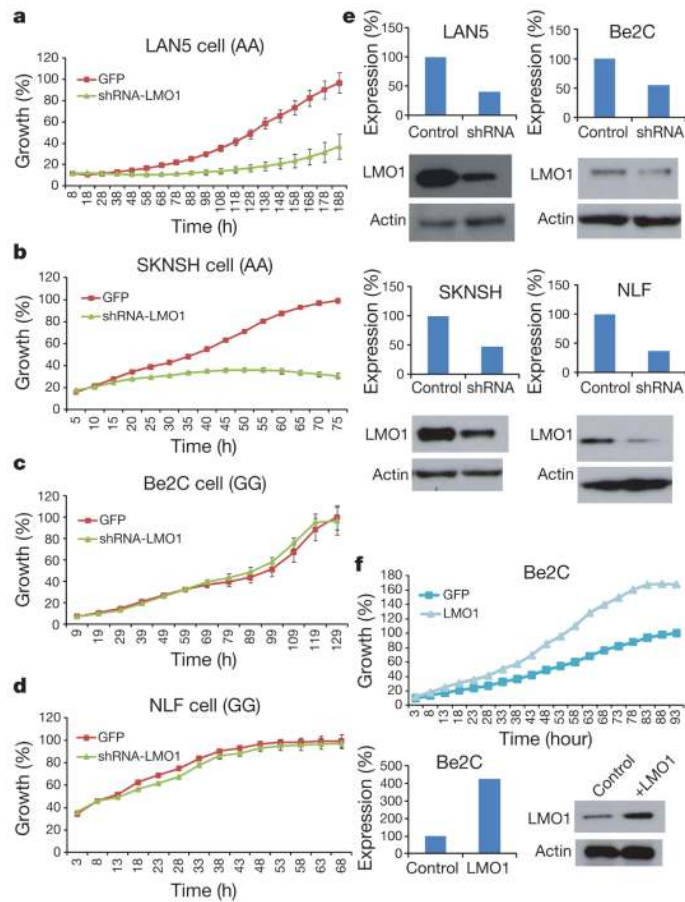 a
LAN5 cell (AA)
Growth (%)
120
100
80
60
40
20
0
GFP
shRNA-LMO1
8 18 28 38 48 58 68 78 88 98 108 118 128 138 148 158 168 178 188
Time (h)
b
SKNSH cell (AA)
Growth (%)
120
100
80
60
40
20
0
GFP
shRNA-LMO1
5 10 15 20 25 30 35 40 45 50 55 60 65 70 75
Time (h)
c
Be2C cell (GG)
Growth (%)
120
100
80
60
40
20
0
GFP
shRNA-LMO1
9 19 29 39 49 59 69 79 89 99 109 119 129
Time (h)
d
NLF cell (GG)
Growth (%)
120
100
80
60
40
20
0
GFP
shRNA-LMO1
3 8 13 18 23 28 33 38 43 48 53 58 63 68
Time (h)
e
LAN5
Expression (%)
150
100
50
0
Control shRNA
LMO1
Actin
Be2C
Expression (%)
150
100
50
0
Control shRNA
LMO1
Actin
SKNSH
Expression (%)
150
100
50
0
Control shRNA
LMO1
Actin
NLF
Expression (%)
150
100
50
0
Control shRNA
LMO1
Actin
f
Be2C
Growth (%)
180
160
140
120
100
80
60
40
20
0
GFP
LMO1
3 8 13 18 23 28 33 38 43 48 53 58 63 68 73 78 83 88 93
Time (hour)
Be2C
Expression (%)
500
400
300
200
100
0
Control LMO1
Control
+LMO1
LMO1
Actin